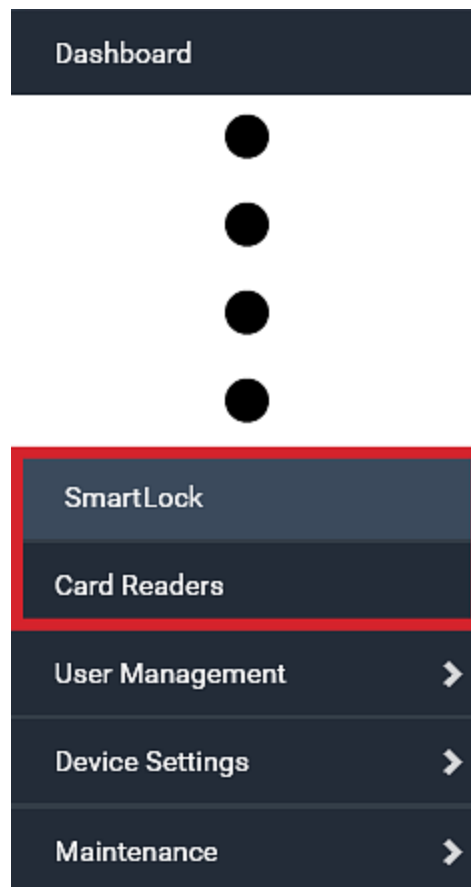 Dashboard
SmartLock
Card Readers
User Management
Device Settings
Maintenance